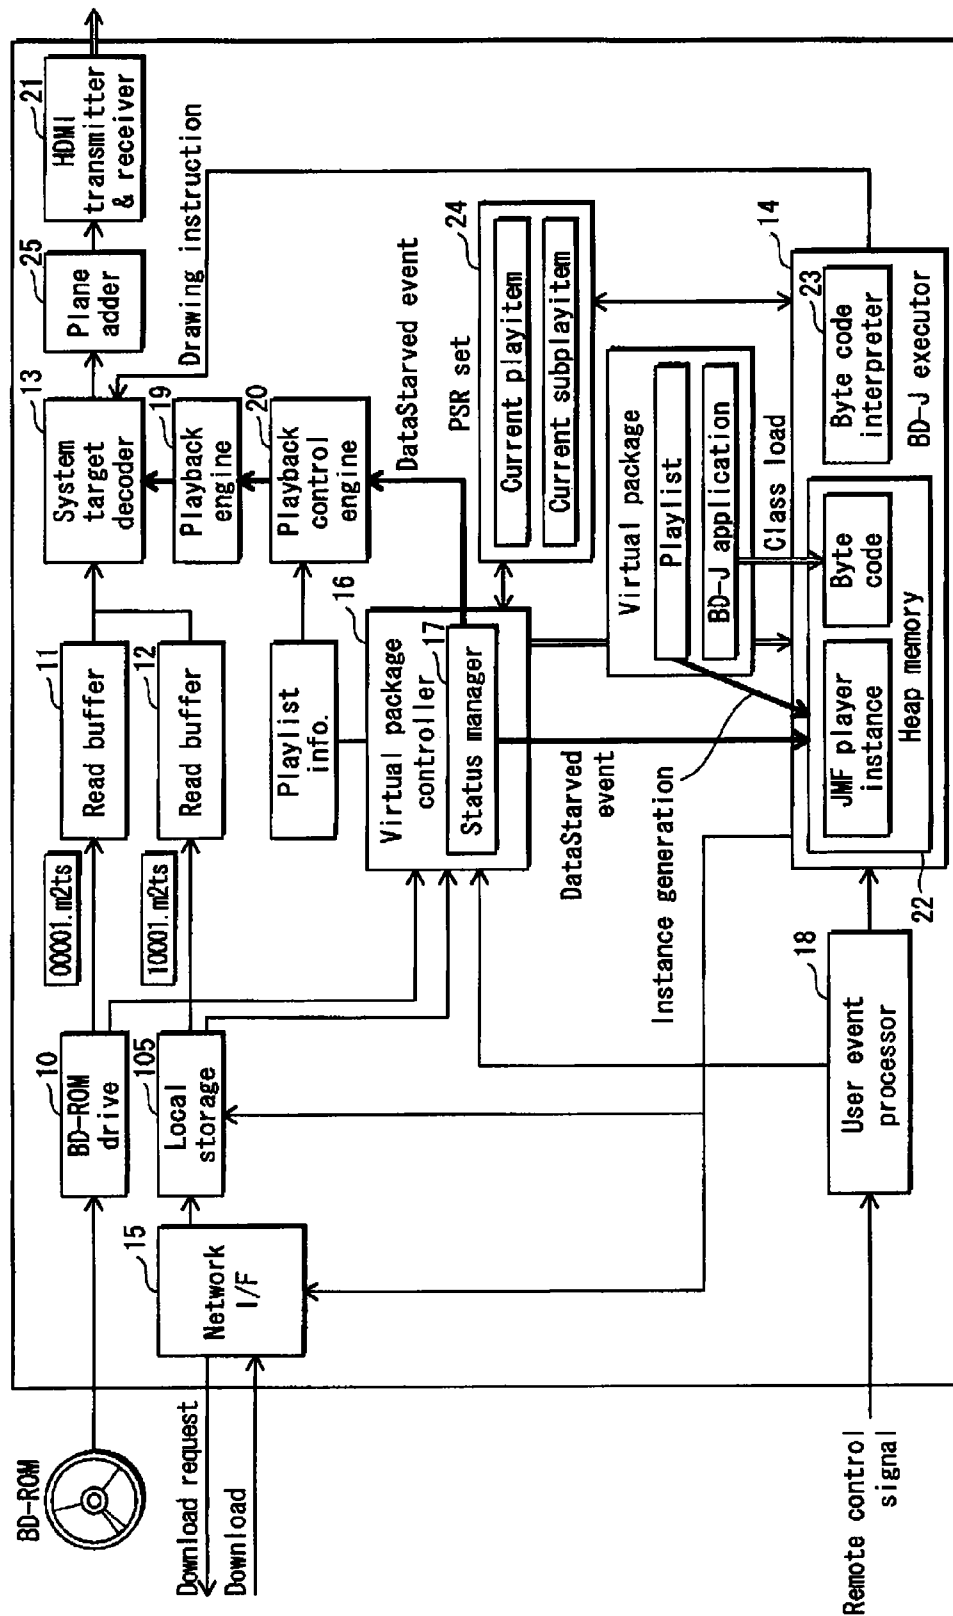 BD-ROM
Download request
Download
Remote control
signal
10
BD-ROM
drive
00001.m2ts
11
Read buffer
13
System
target
decoder
25
Plane
adder
21
HDMI
transmitter
& receiver
105
Local
storage
10001.m2ts
12
Read buffer
19
Playback
engine
Drawing instruction
15
Network
I/F
Playlist
info.
20
Playback
control
engine
DataStarved event
16
Virtual package
controller
17
Status manager
PSR set
24
Current playitem
Current subplayitem
DataStarved
event
Instance generation
Virtual package
Playlist
BD-J application
Class load
18
User event
processor
22
JMF player
instance
Byte
code
Heap memory
14
23
Byte code
interpreter
BD-J executor